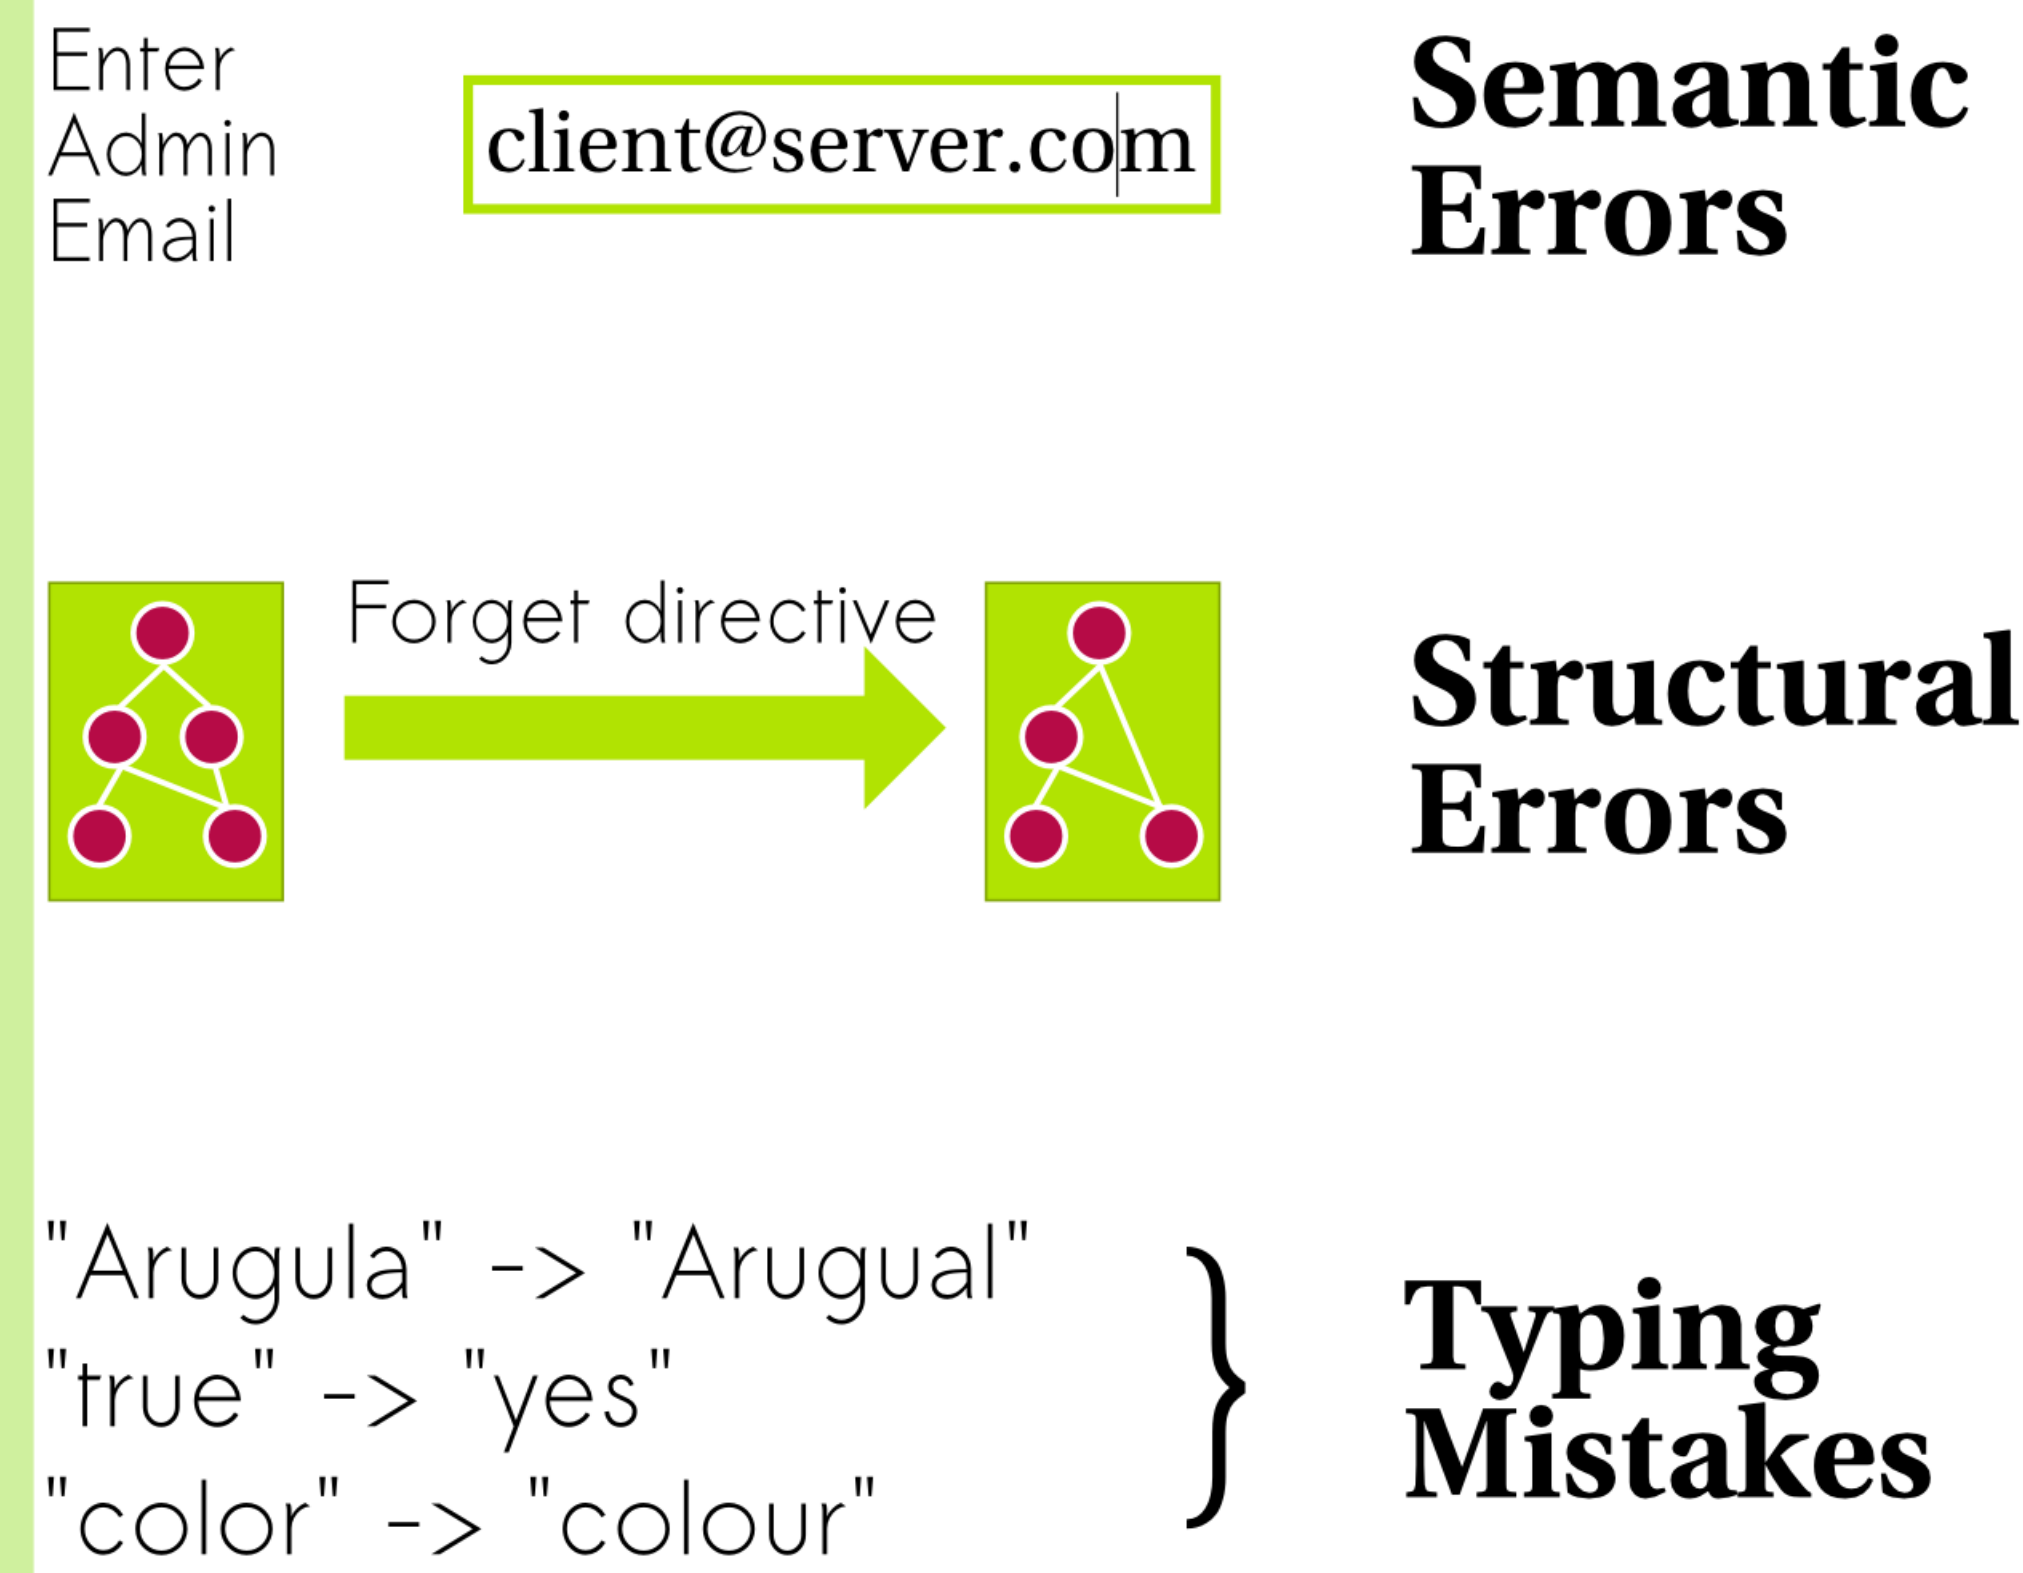 Enter
Admin
Email
client@server.com
Semantic
Errors
Forget directive
Structural
Errors
"Arugula" -> "Arugual"
"true" -> "yes"
"color" -> "colour"
}
Typing
Mistakes